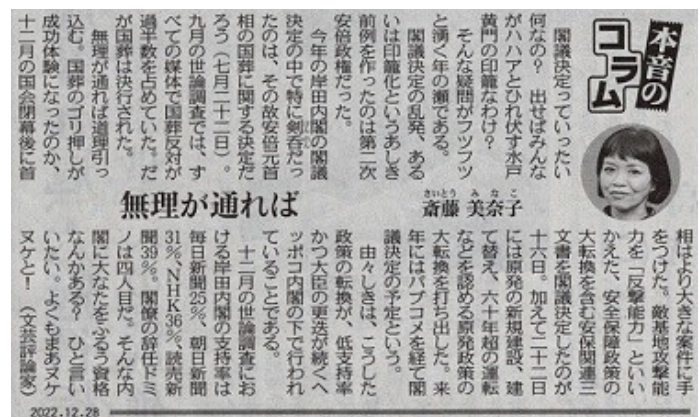 本音の
コラム
さいとう みなこ
斎藤 美奈子
無理が通れば
閣議決定っていったい
何なの? 出せばみんな
がハハアとひれ伏す水戸
黄門の印籠なわけ?
そんな疑問がフツフツ
と湧く年の瀬である。
閣議決定の乱発、ある
いは印籠化というあしき
前例を作ったのは第二次
安倍政権だった。
今年の岸田内閣の閣議
決定の中で特に剣呑だっ
たのは、その故安倍元首
相の国葬に関する決定だ
ろう(七月二十二日)。
九月の世論調査では、す
べての媒体で国葬反対が
過半数を占めていた。だ
が国葬は決行された。
無理が通れば道理引っ
込む。国葬のゴリ押しが
成功体験になったのか、
十二月の国会閉幕後に首
相はより大きな案件に手
をつけた。敵基地攻撃能
力を「反撃能力」といい
かえた、安全保障政策の
大転換を含む安保関連三
文書を閣議決定したのが
十六日。加えて二十二日
には原発の新規建設、建
て替え、六十年超の運転
などを認める原発政策の
大転換を打ち出した。来
年にはパブコメを経て閣
議決定の予定という。
由々しきは、こうした
政策の転換が、低支持率
かつ大臣の更迭が続くヘ
ッポコ内閣の下で行われ
ていることである。
十二月の世論調査にお
ける岸田内閣の支持率は
毎日新聞25%、朝日新聞
31%、NHK36%、読売新
聞39%。閣僚の辞任ドミ
ノは四人目だ。そんな内
閣に大なたをふるう資格
なんかある? ひと言い
いたい。よくもまあヌケ
ヌケと! (文芸評論家)
2022.12.28